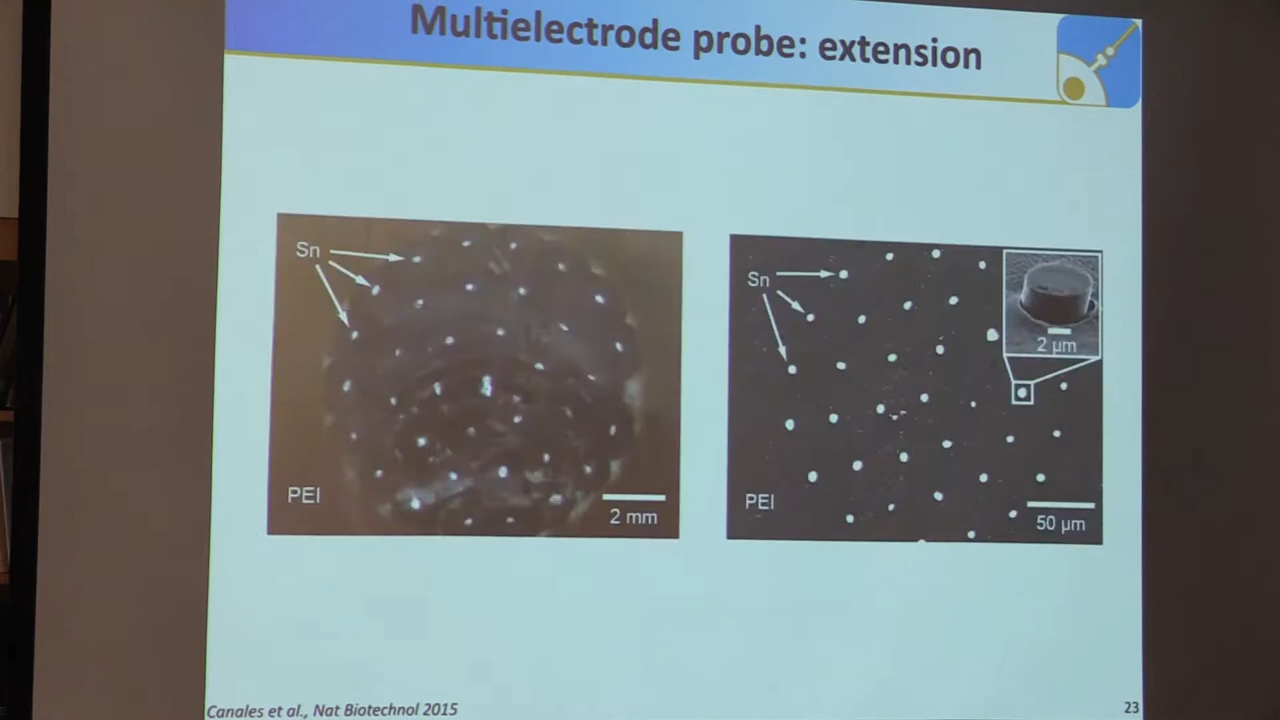 Multielectrode probe: extension
Sn
PEI
2 mm
Sn
2 µm
PEI
50 µm
Canales et al., Nat Biotechnol 2015
23